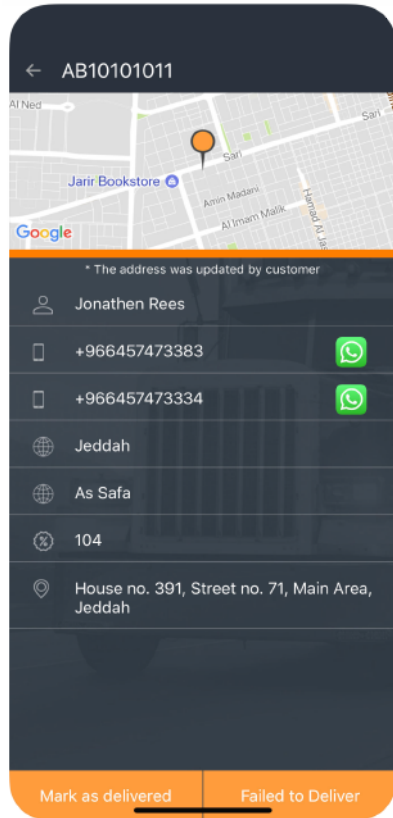 AB10101011
Al Ned
Sari
Sari
Jarir Bookstore
Amin Madani
Hamad Al Jas
Al Imam Malik
Google
* The address was updated by customer
Jonathen Rees
+966457473383
+966457473334
Jeddah
As Safa
104
House no. 391, Street no. 71, Main Area,
Jeddah
Mark as delivered
Failed to Deliver